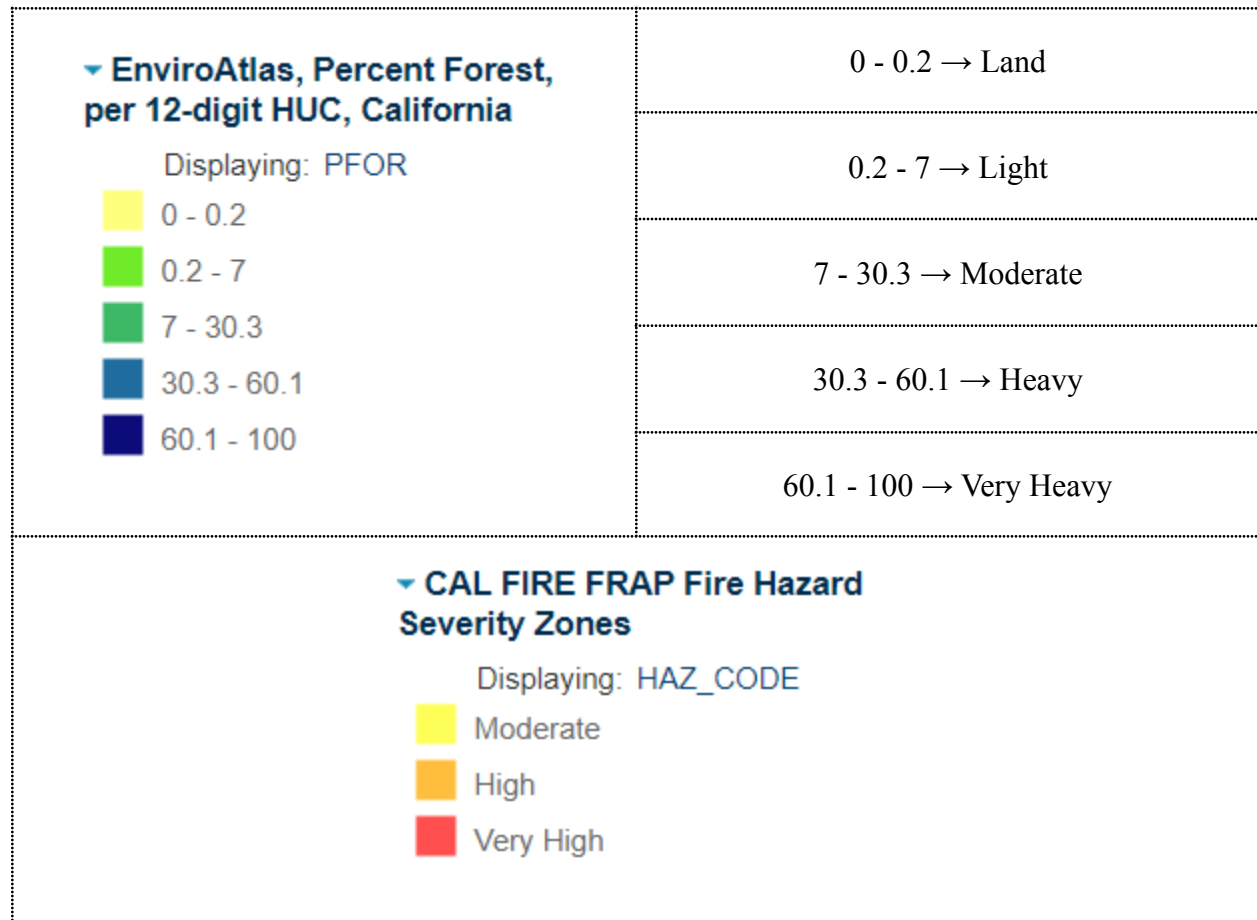 EnviroAtlas, Percent Forest,
per 12-digit HUC, California
Displaying: PFOR
0 - 0.2
0.2 - 7
7 - 30.3
30.3 - 60.1
60.1 - 100
0 - 0.2 → Land
0.2 - 7 → Light
7 - 30.3 → Moderate
30.3 - 60.1 → Heavy
60.1 - 100 → Very Heavy
CAL FIRE FRAP Fire Hazard
Severity Zones
Displaying: HAZ_CODE
Moderate
High
Very High